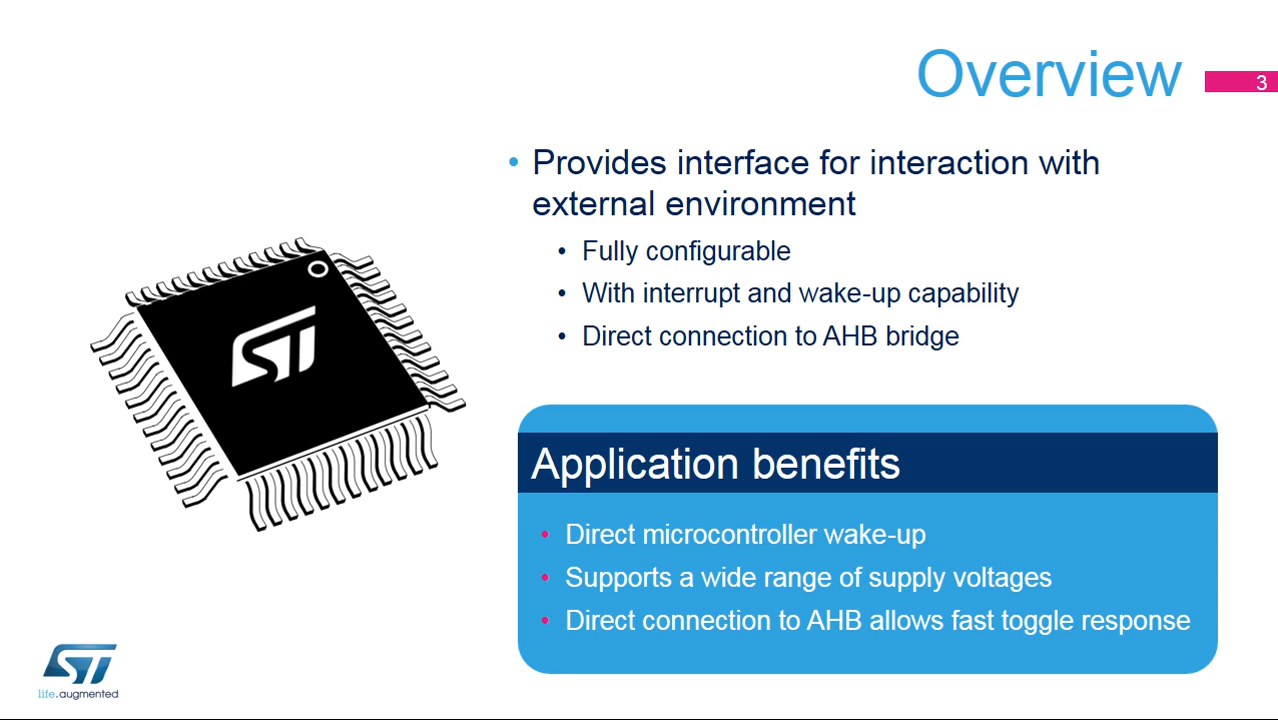 Overview
3
• Provides interface for interaction with
external environment
• Fully configurable
• With interrupt and wake-up capability
• Direct connection to AHB bridge
ST
Application benefits
• Direct microcontroller wake-up
• Supports a wide range of supply voltages
• Direct connection to AHB allows fast toggle response
ST
life.augmented